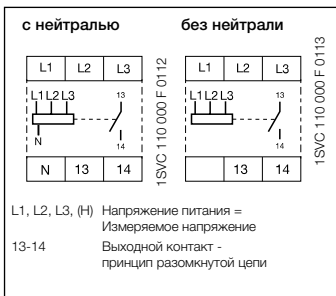 с нейтралью
без нейтрали
L1 L2 L3
L1 L2 L3
13
14
N
N 13 14
1SVC 110 000 F 0112
L1 L2 L3
L1 L2 L3
13
14
13 14
1SVC 110 000 F 0113
L1, L2, L3, (Н) Напряжение питания =
Измеряемое напряжение
13-14 Выходной контакт -
принцип разомкнутой цепи